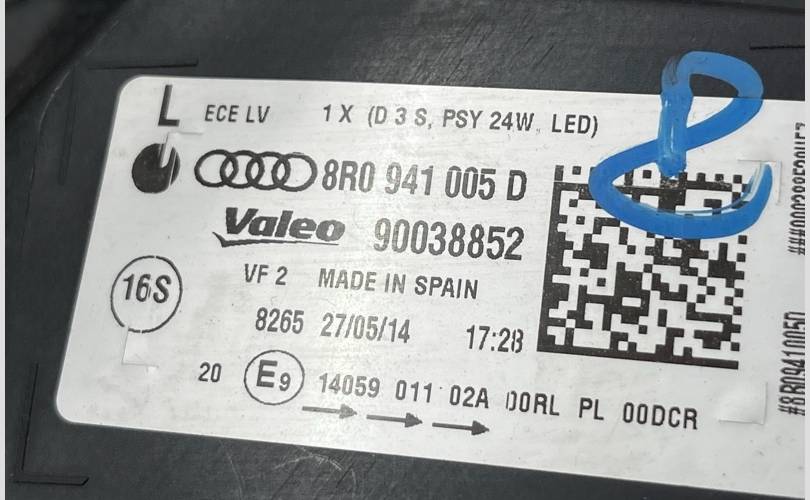 L ECE LV 1 X (D 3 S, PSY 24W, LED)
8R0 941 005 D
Valeo 90038852
16S
VF 2 MADE IN SPAIN
8265 27/05/14 17:28
20 E9 14059 011 02A 00RL PL 00DCR
#8R0941005D